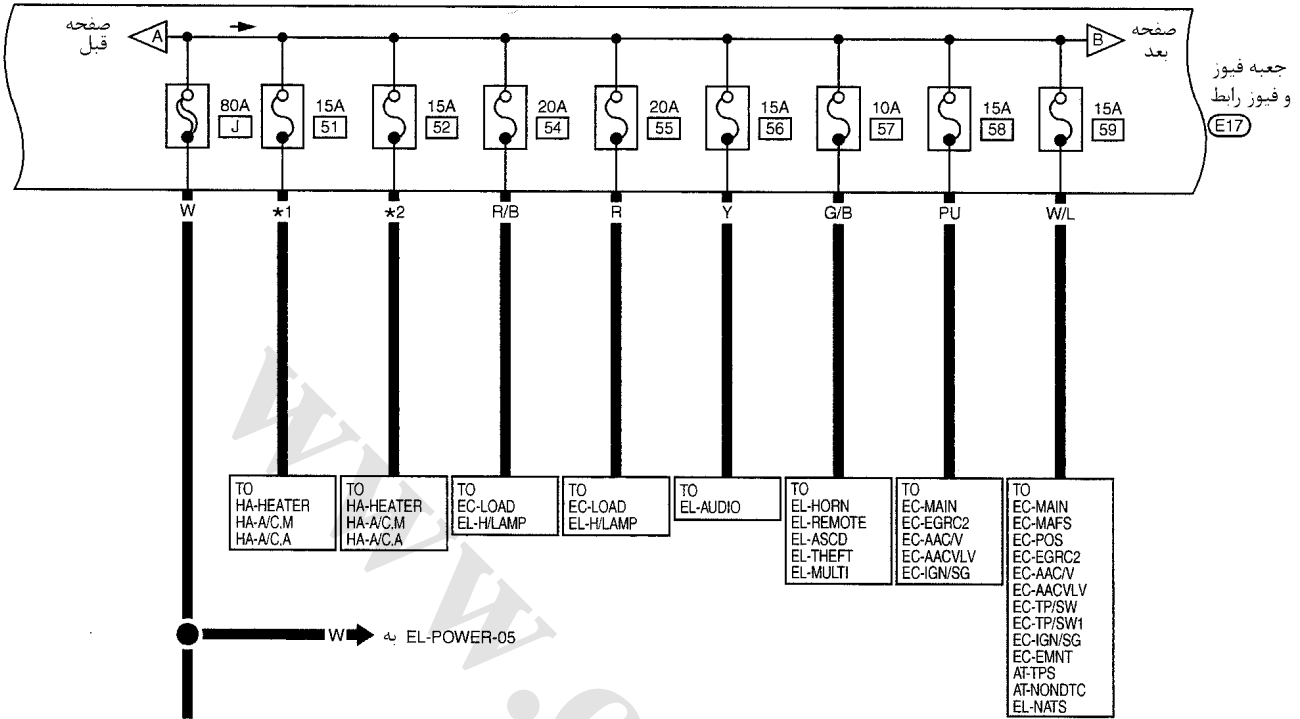 صفحه
قبل
A
B
صفحه
بعد
جعبه فیوز
و فیوز رابط
E17
80A
J
15A
51
15A
52
20A
54
20A
55
15A
56
10A
57
15A
58
15A
59
W
★1
★2
R/B
R
Y
G/B
PU
W/L
TO
HA-HEATER
HA-A/C.M
HA-A/C.A
TO
HA-HEATER
HA-A/C.M
HA-A/C.A
TO
EC-LOAD
EL-H/LAMP
TO
EC-LOAD
EL-H/LAMP
TO
EL-AUDIO
TO
EL-HORN
EL-REMOTE
EL-ASCD
EL-THEFT
EL-MULTI
TO
EC-MAIN
EC-EGRC2
EC-AAC/V
EC-AACVLV
EC-IGN/SG
TO
EC-MAIN
EC-MAFS
EC-POS
EC-EGRC2
EC-AAC/V
EC-AACVLV
EC-TP/SW
EC-TP/SW1
EC-IGN/SG
EC-EMNT
AT-TPS
AT-NONDTC
EL-NATS
W به EL-POWER-05
www.